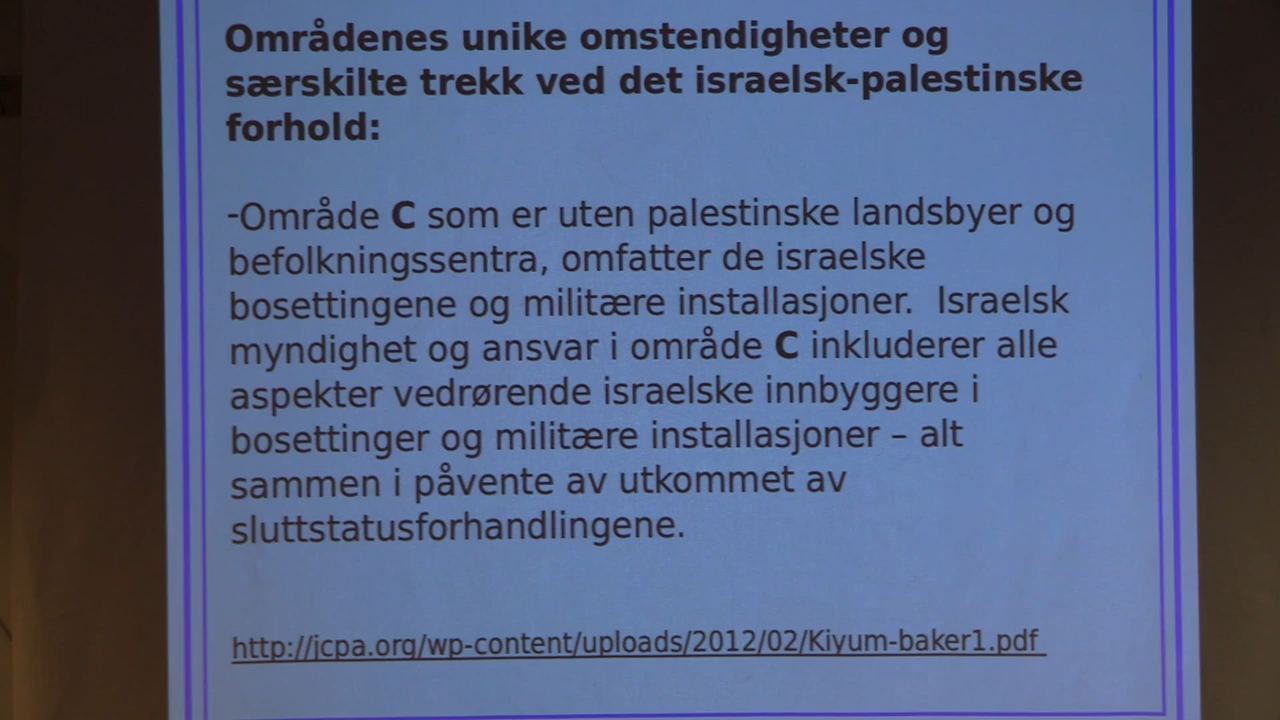 Områdenes unike omstendigheter og
særskilte trekk ved det israelsk-palestinske
forhold:
-Område C som er uten palestinske landsbyer og
befolkningssentra, omfatter de israelske
bosettingene og militære installasjoner. Israelsk
myndighet og ansvar i område C inkluderer alle
aspekter vedrørende israelske innbyggere i
bosettinger og militære installasjoner – alt
sammen i påvente av utkommet av
sluttstatusforhandlingene.
http://jcpa.org/wp-content/uploads/2012/02/Kiyum-baker1.pdf